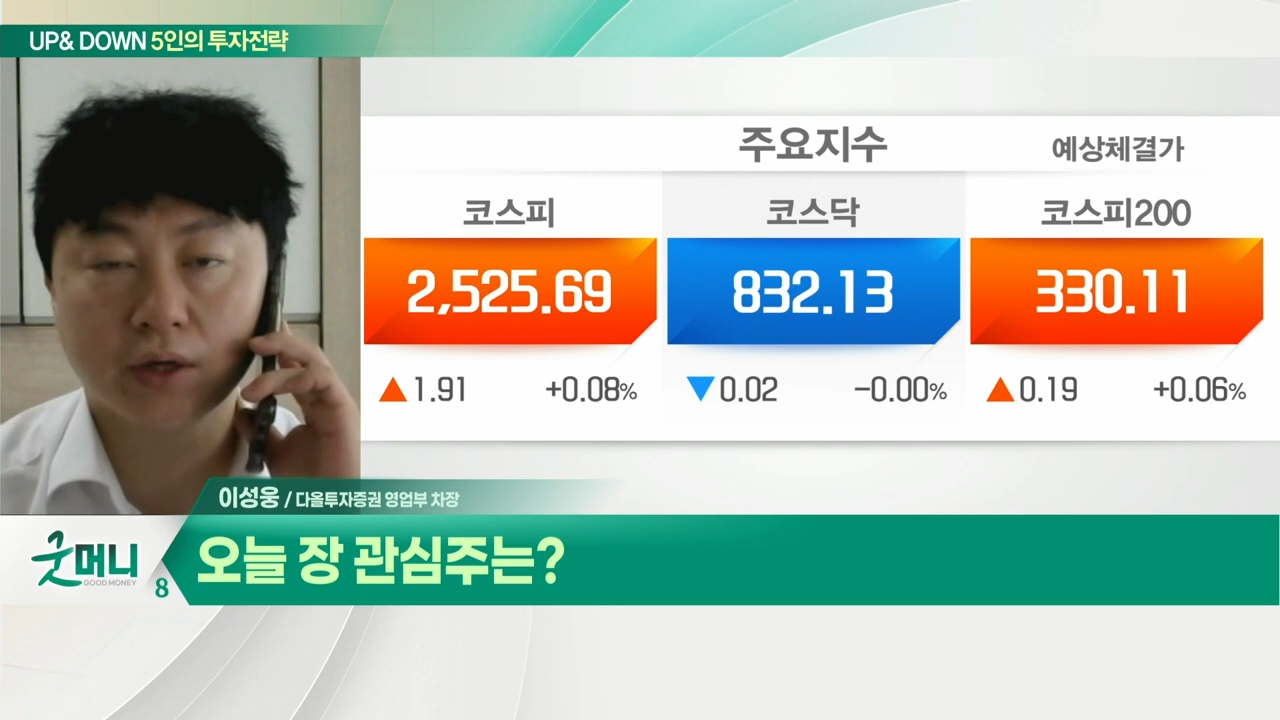 UP& DOWN 5인의 투자전략
주요지수
예상체결가
코스피
코스닥
코스피200
2,525.69
832.13
330.11
▲1.91 +0.08%
▼0.02 -0.00%
▲0.19 +0.06%
이성웅 / 다올투자증권 영업부 차장
굿머니
GOOD MONEY
8
오늘 장 관심주는?